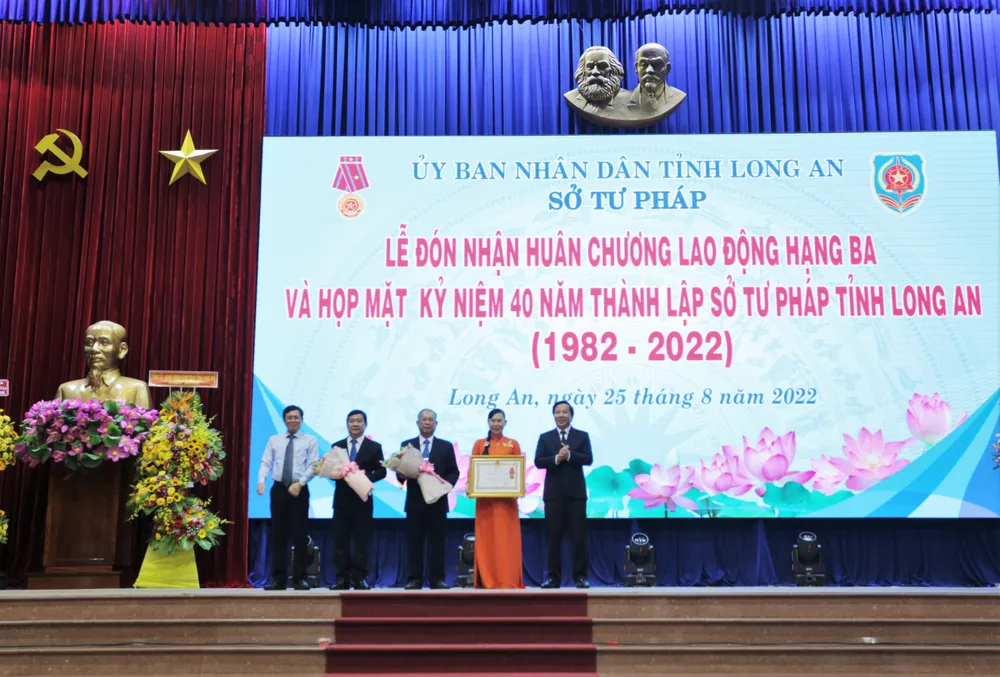 ỦY BAN NHÂN DÂN TỈNH LONG AN
SỞ TƯ PHÁP
LỄ ĐÓN NHẬN HUÂN CHƯƠNG LAO ĐỘNG HẠNG BA
VÀ HỌP MẶT KỶ NIỆM 40 NĂM THÀNH LẬP SỞ TƯ PHÁP TỈNH LONG AN
(1982 - 2022)
Long An, ngày 25 tháng 8 năm 2022